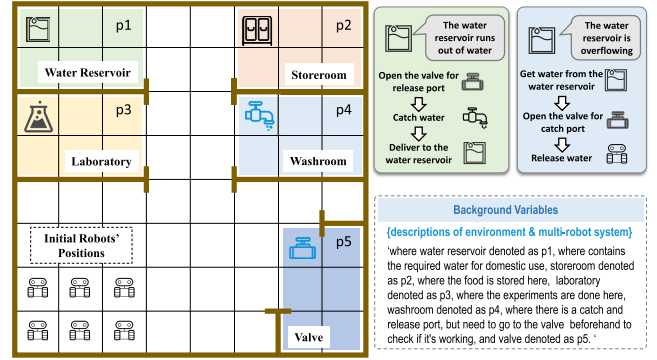 p1
Water Reservoir
p2
Storeroom
p3
Laboratory
p4
Washroom
Initial Robots'
Positions
p5
Valve
The water
reservoir runs
out of water
Open the valve for
release port
Catch water
Deliver to the
water reservoir
The water
reservoir is
overflowing
Get water from the
water reservoir
Open the valve for
catch port
Release water
Background Variables
{descriptions of environment & multi-robot system}
'where water reservoir denoted as p1, where contains
the required water for domestic use, storeroom denoted
as p2, where the food is stored here, laboratory
denoted as p3, where the experiments are done here,
washroom denoted as p4, where there is a catch and
release port, but need to go to the valve beforehand to
check if it's working, and valve denoted as p5. '